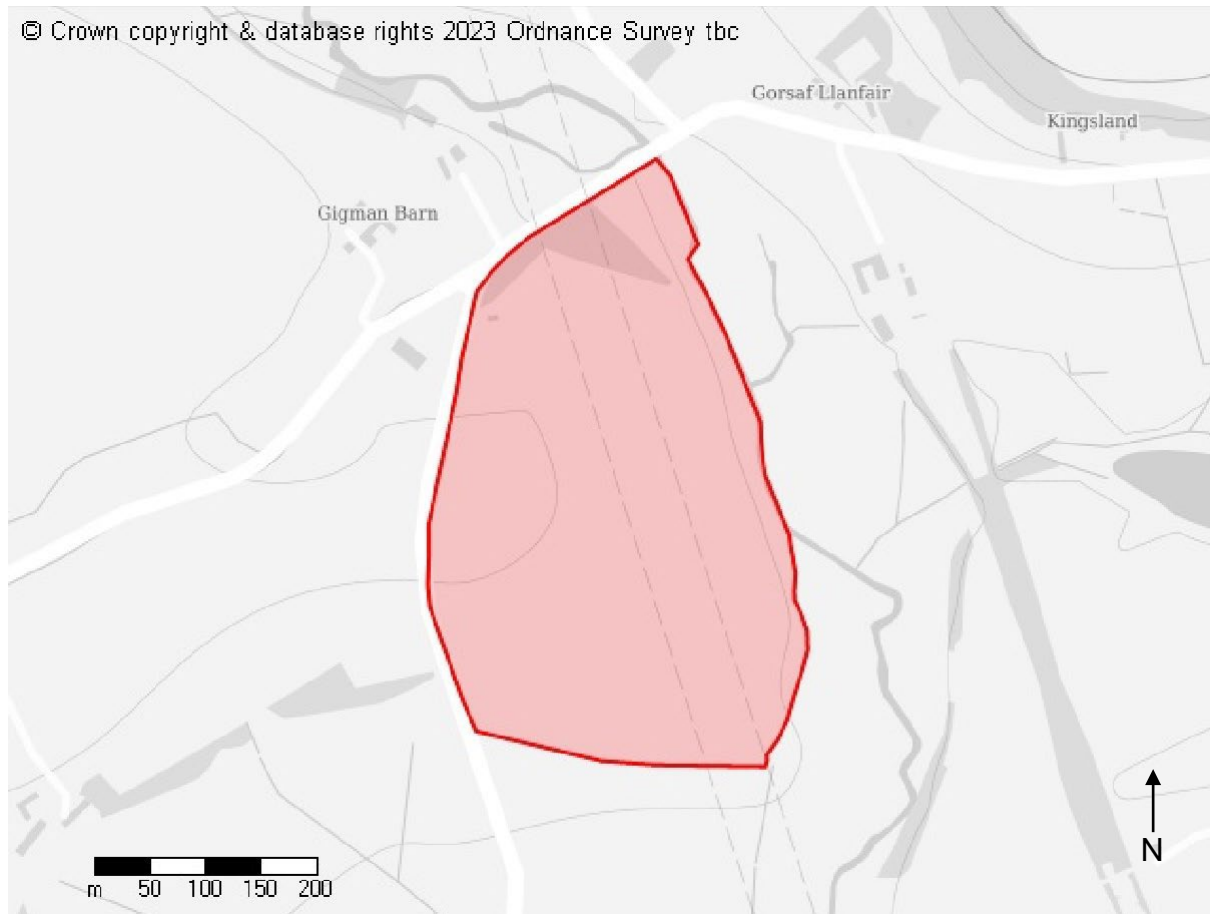 © Crown copyright & database rights 2023 Ordnance Survey tbc
Gorsaf Llanfair
Kingsland
Gigman Barn
N
m 50 100 150 200